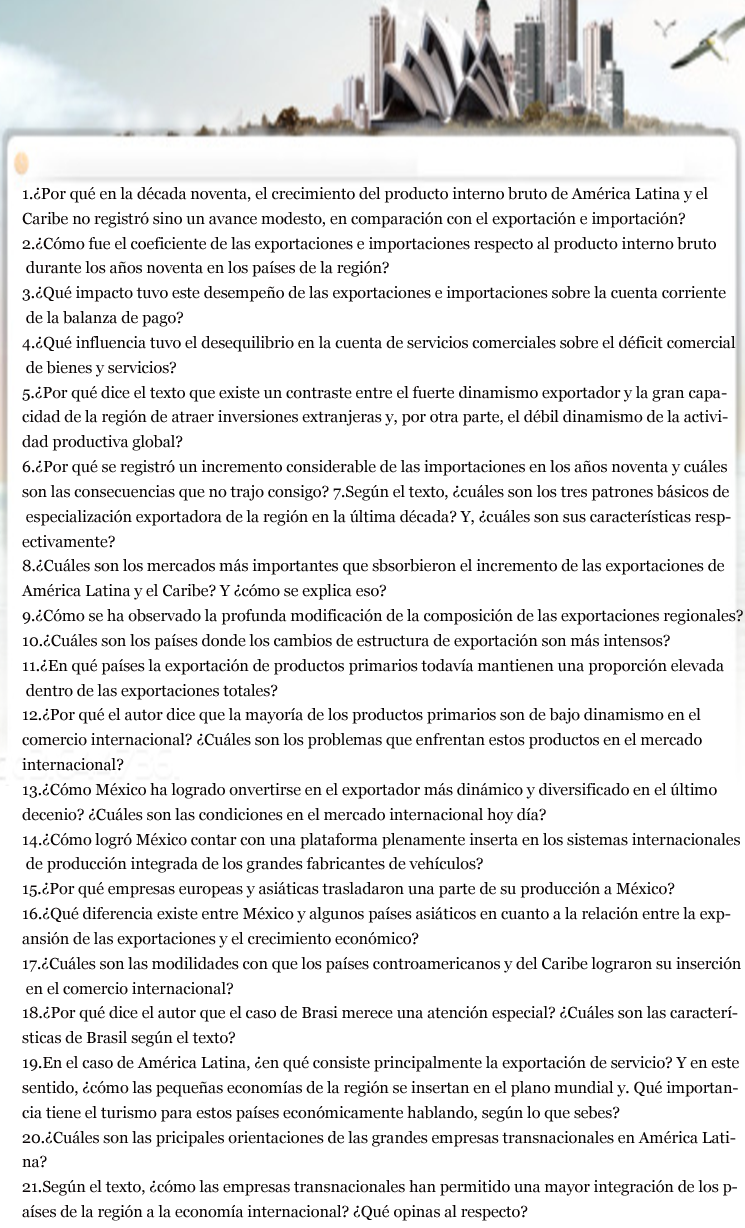 1.¿Por qué en la década noventa, el crecimiento del producto interno bruto de América Latina y el
Caribe no registró sino un avance modesto, en comparación con el exportación e importación?
2.¿Cómo fue el coeficiente de las exportaciones e importaciones respecto al producto interno bruto
durante los años noventa en los países de la región?
3.¿Qué impacto tuvo este desempeño de las exportaciones e importaciones sobre la cuenta corriente
de la balanza de pago?
4.¿Qué influencia tuvo el desequilibrio en la cuenta de servicios comerciales sobre el déficit comercial
de bienes y servicios?
5.¿Por qué dice el texto que existe un contraste entre el fuerte dinamismo exportador y la gran capa-
cidad de la región de atraer inversiones extranjeras y, por otra parte, el débil dinamismo de la activi-
dad productiva global?
6.¿Por qué se registró un incremento considerable de las importaciones en los años noventa y cuáles
son las consecuencias que no trajo consigo? 7.Según el texto, ¿cuáles son los tres patrones básicos de
especialización exportadora de la región en la última década? Y, ¿cuáles son sus características resp-
ectivamente?
8.¿Cuáles son los mercados más importantes que sbsorbieron el incremento de las exportaciones de
América Latina y el Caribe? Y ¿cómo se explica eso?
9.¿Cómo se ha observado la profunda modificación de la composición de las exportaciones regionales?
10.¿Cuáles son los países donde los cambios de estructura de exportación son más intensos?
11.¿En qué países la exportación de productos primarios todavía mantienen una proporción elevada
dentro de las exportaciones totales?
12.¿Por qué el autor dice que la mayoría de los productos primarios son de bajo dinamismo en el
comercio internacional? ¿Cuáles son los problemas que enfrentan estos productos en el mercado
internacional?
13.¿Cómo México ha logrado onvertirse en el exportador más dinámico y diversificado en el último
decenio? ¿Cuáles son las condiciones en el mercado internacional hoy día?
14.¿Cómo logró México contar con una plataforma plenamente inserta en los sistemas internacionales
de producción integrada de los grandes fabricantes de vehículos?
15.¿Por qué empresas europeas y asiáticas trasladaron una parte de su producción a México?
16.¿Qué diferencia existe entre México y algunos países asiáticos en cuanto a la relación entre la exp-
ansión de las exportaciones y el crecimiento económico?
17.¿Cuáles son las modilidades con que los países controamericanos y del Caribe lograron su inserción
en el comercio internacional?
18.¿Por qué dice el autor que el caso de Brasi merece una atención especial? ¿Cuáles son las caracterí-
sticas de Brasil según el texto?
19.En el caso de América Latina, ¿en qué consiste principalmente la exportación de servicio? Y en este
sentido, ¿cómo las pequeñas economías de la región se insertan en el plano mundial y. Qué importan-
cia tiene el turismo para estos países económicamente hablando, según lo que sebes?
20.¿Cuáles son las pricipales orientaciones de las grandes empresas transnacionales en América Lati-
na?
21.Según el texto, ¿cómo las empresas transnacionales han permitido una mayor integración de los p-
aíses de la región a la economía internacional? ¿Qué opinas al respecto?